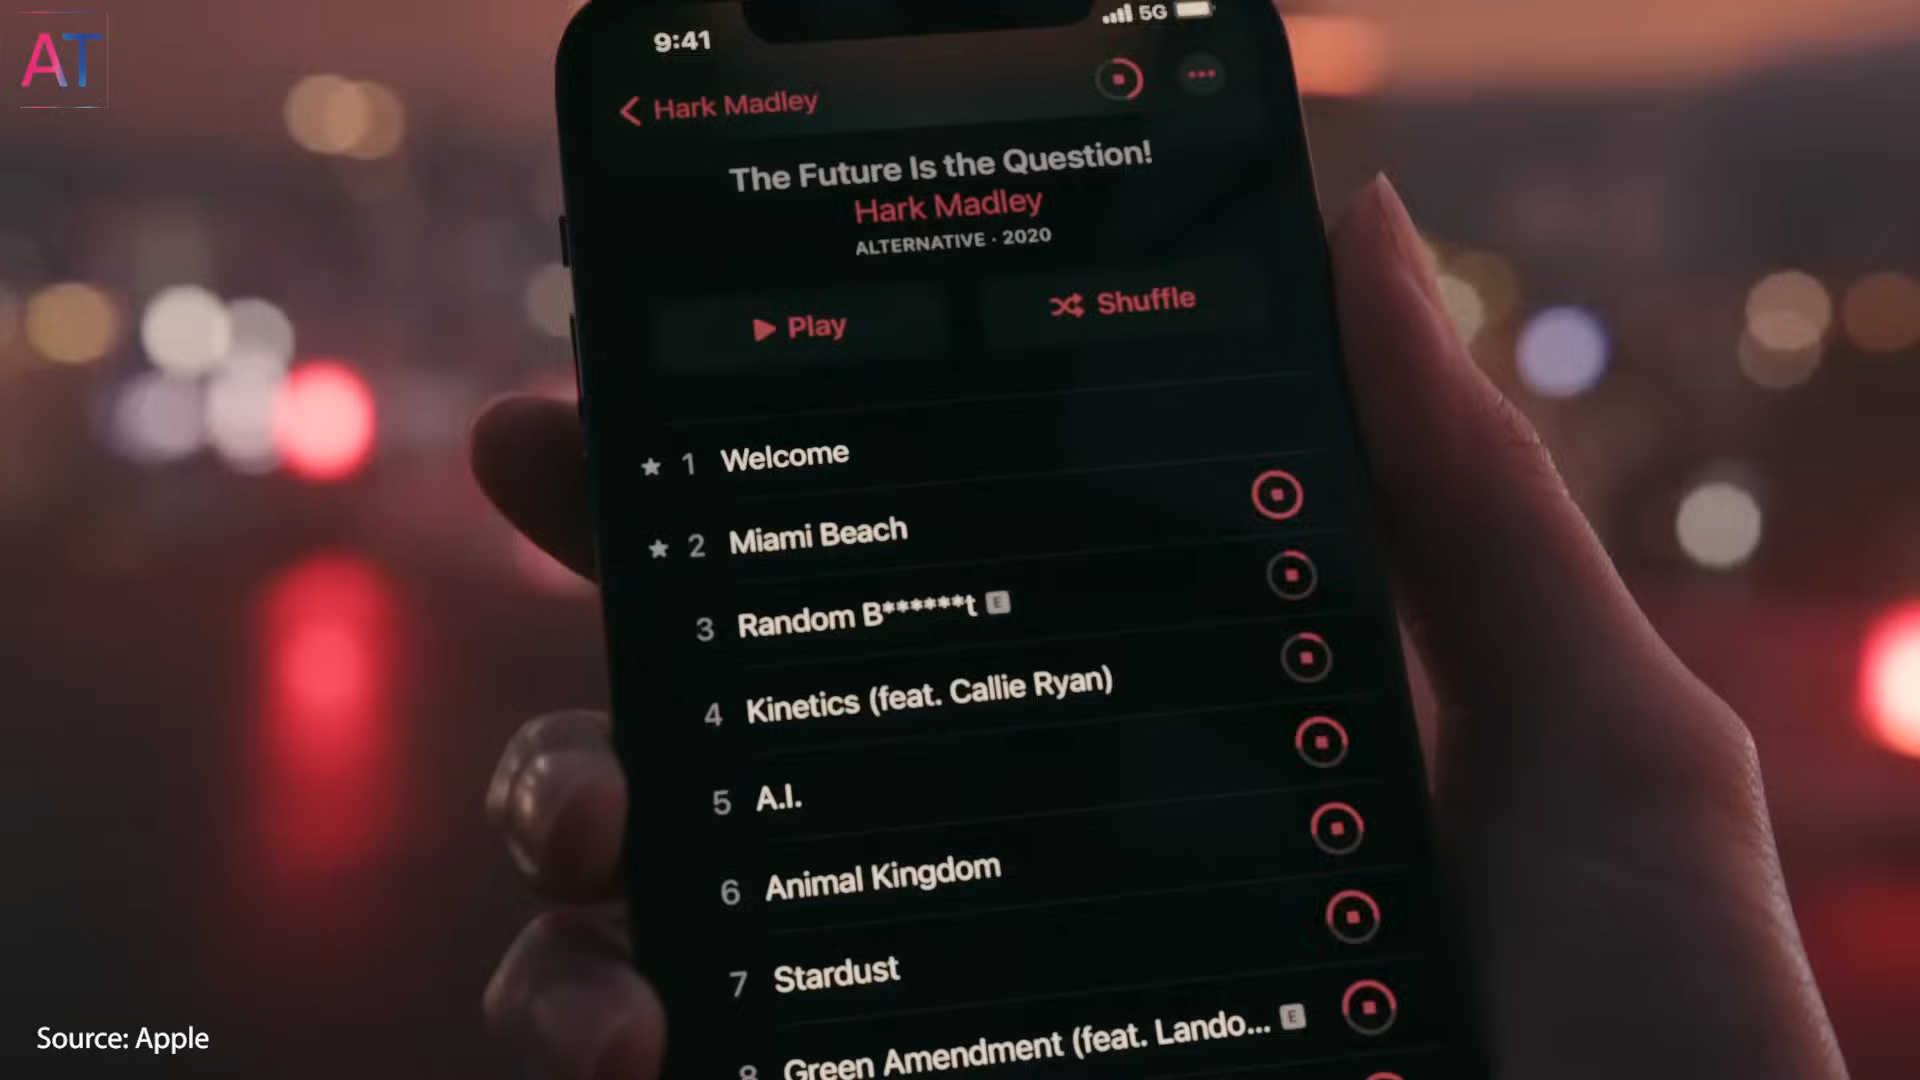 AT
9:41
5G
Hark Madley
The Future Is the Question!
Hark Madley
ALTERNATIVE · 2020
Play
Shuffle
1 Welcome
2 Miami Beach
3 Random B******t E
4 Kinetics (feat. Callie Ryan)
5 A.I.
6 Animal Kingdom
7 Stardust
8 Green Amendment (feat. Lando... E
Source: Apple